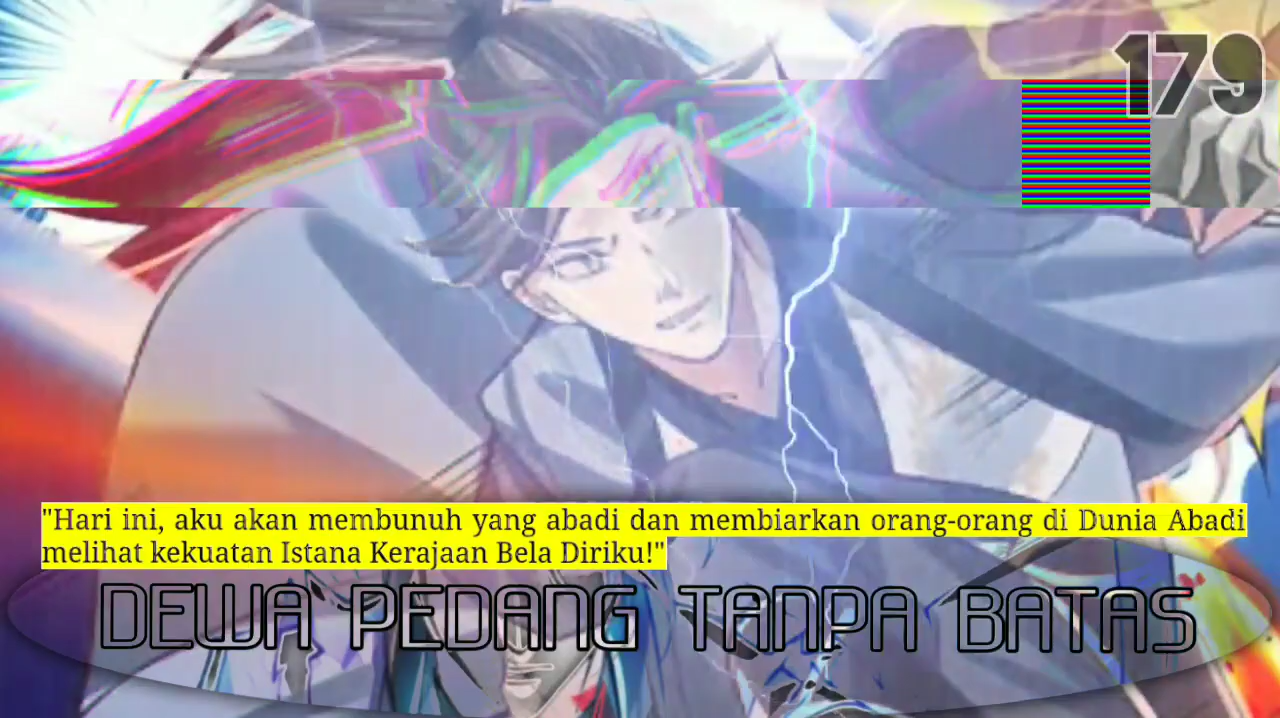 179
"Hari ini, aku akan membunuh yang abadi dan membiarkan orang-orang di Dunia Abadi
melihat kekuatan Istana Kerajaan Bela Diriku!"
DEWA PEDANG TANPA BATAS